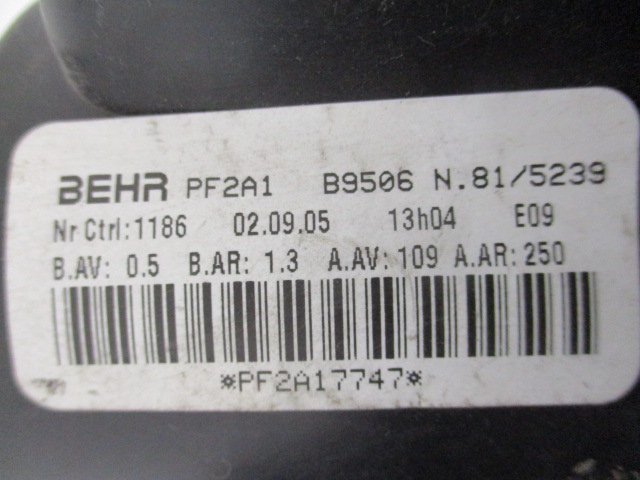 BEHR PF2A1 B9506 N.81/5239
Nr Ctrl:1186 02.09.05 13h04 E09
B.AV: 0.5 B.AR: 1.3 A.AV: 109 A.AR: 250
*PF2A17747*